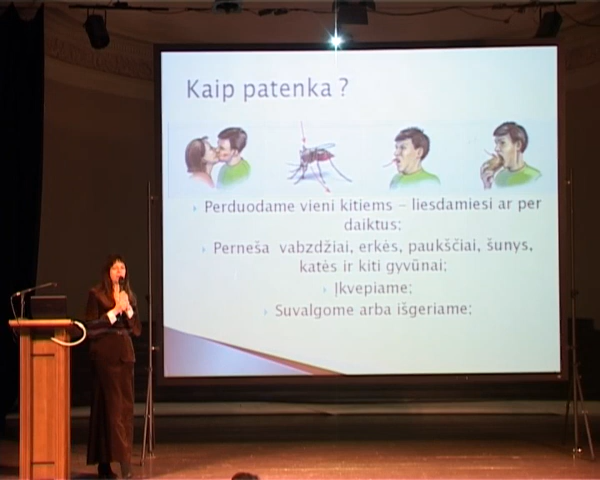 Kaip patenka ?
Perduodame vieni kitiems – liesdamiesi ar per
daiktus;
Perneša vabzdžiai, erkės, paukščiai, šunys,
katės ir kiti gyvūnai;
Įkvepiame;
Suvalgome arba išgeriame;